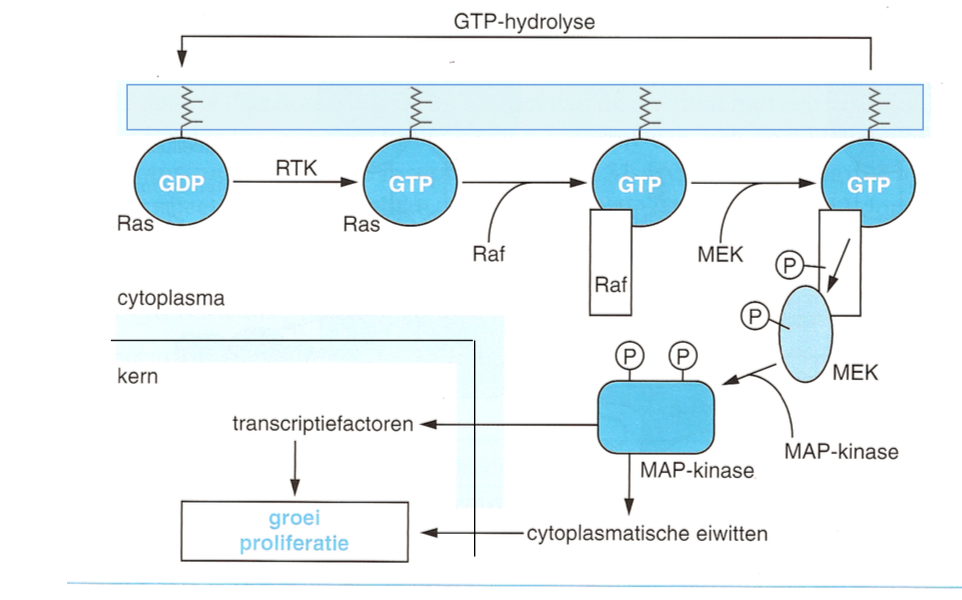 GTP-hydrolyse
GDP
RTK
GTP
GTP
GTP
Ras
Ras
Raf
MEK
Raf
P
P
cytoplasma
kern
P
P
MEK
transcriptiefactoren
MAP-kinase
MAP-kinase
groei
proliferatie
cytoplasmatische eiwitten